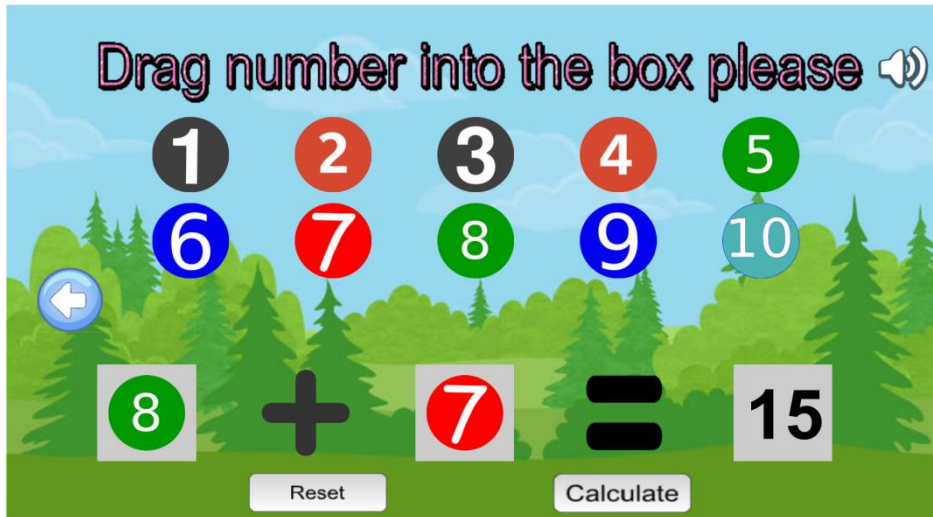 Drag number into the box please
1 2 3 4 5
6 7 8 9 10
8 + 7 = 15
Reset Calculate